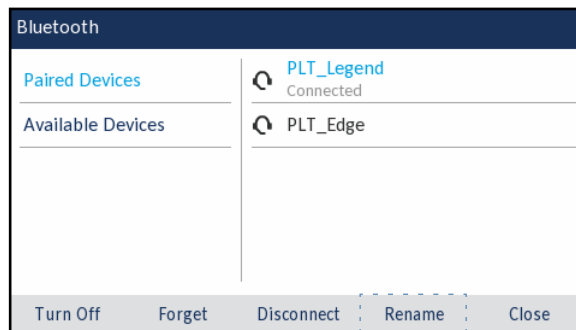 Bluetooth
Paired Devices
Available Devices
PLT_Legend
Connected
PLT_Edge
Turn Off Forget Disconnect Rename Close